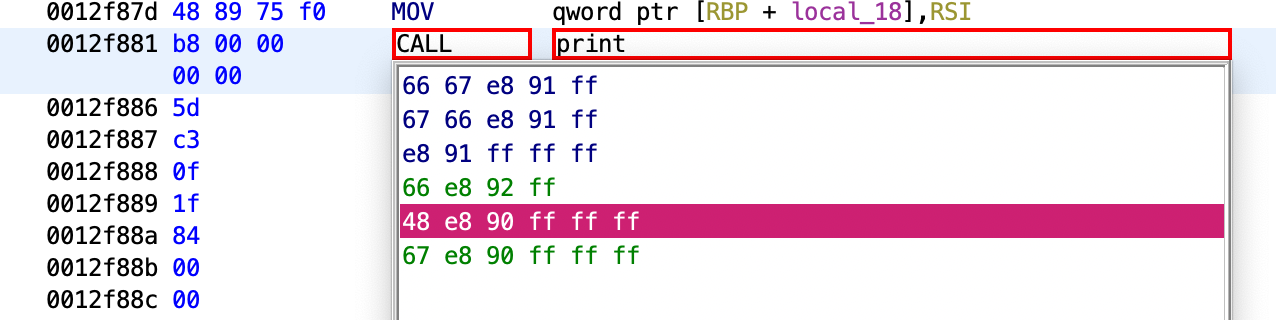 0012f87d 48 89 75 f0 MOV qword ptr [RBP + local_18],RSI
0012f881 b8 00 00 CALL print
00 00
66 67 e8 91 ff
0012f886 5d
67 66 e8 91 ff
0012f887 c3
e8 91 ff ff ff
0012f888 0f
66 e8 92 ff
0012f889 1f
48 e8 90 ff ff ff
0012f88a 84
67 e8 90 ff ff ff
0012f88b 00
0012f88c 00